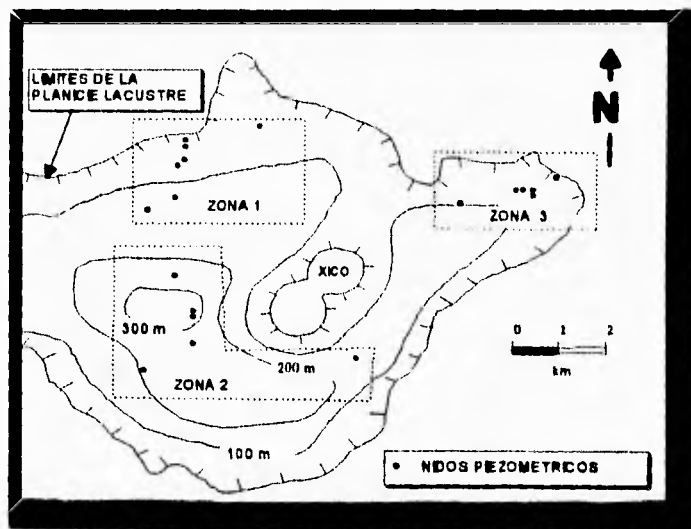 LIMITES DE LA
PLANICIE LACUSTRE
N
ZONA 1
ZONA 3
XICO
300 m
0 1 2
km
200 m
ZONA 2
100 m
NIDOS PIEZOMETRICOS